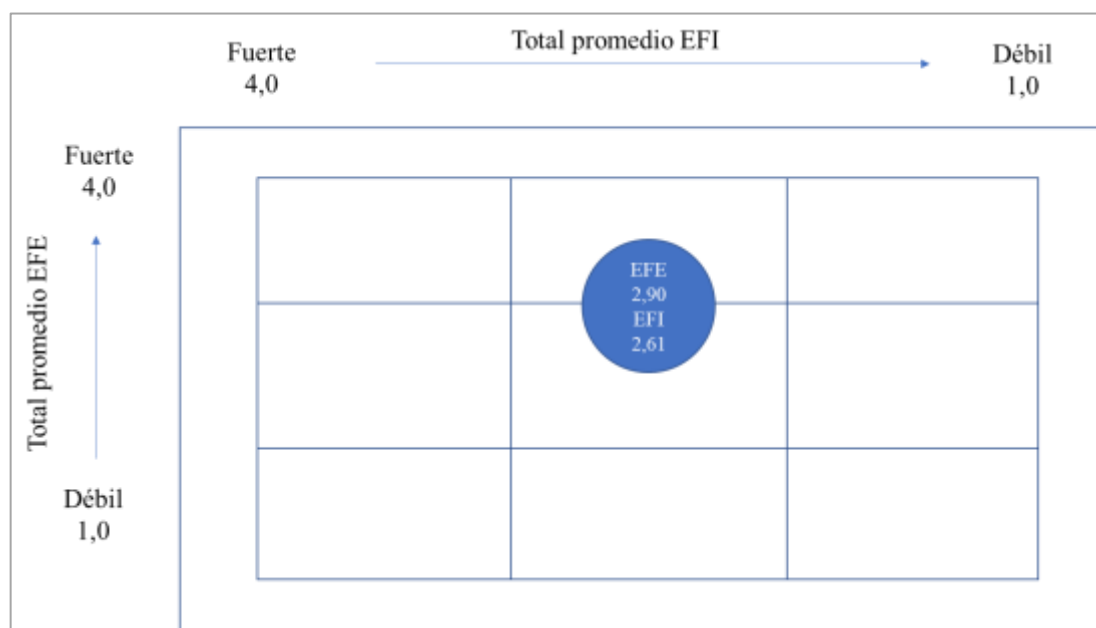 Total promedio EFI
Fuerte
4,0
Débil
1,0
Fuerte
4,0
Total promedio EFE
Débil
1,0
EFE
2,90
EFI
2,61